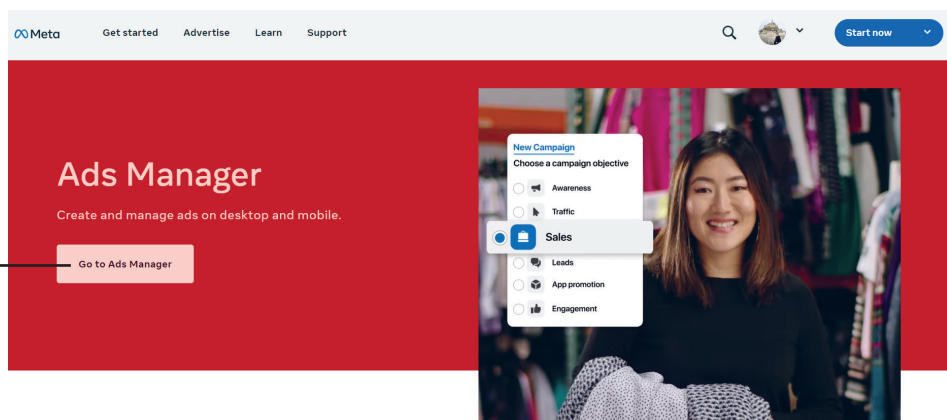 Meta Get started Advertise Learn Support Start now
Ads Manager
Create and manage ads on desktop and mobile.
Go to Ads Manager
New Campaign
Choose a campaign objective
Awareness
Traffic
Sales
Leads
App promotion
Engagement